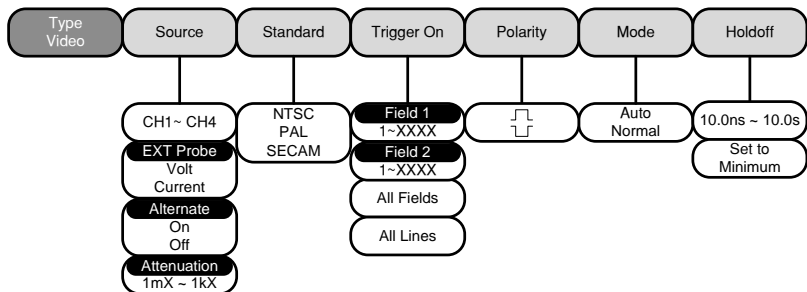 Type
Video
Source
Standard
Trigger On
Polarity
Mode
Holdoff
CH1~ CH4
EXT Probe
Volt
Current
Alternate
On
Off
Attenuation
1mX ~ 1kX
NTSC
PAL
SECAM
Field 1
1~XXXX
Field 2
1~XXXX
All Fields
All Lines
Auto
Normal
10.0ns ~ 10.0s
Set to
Minimum